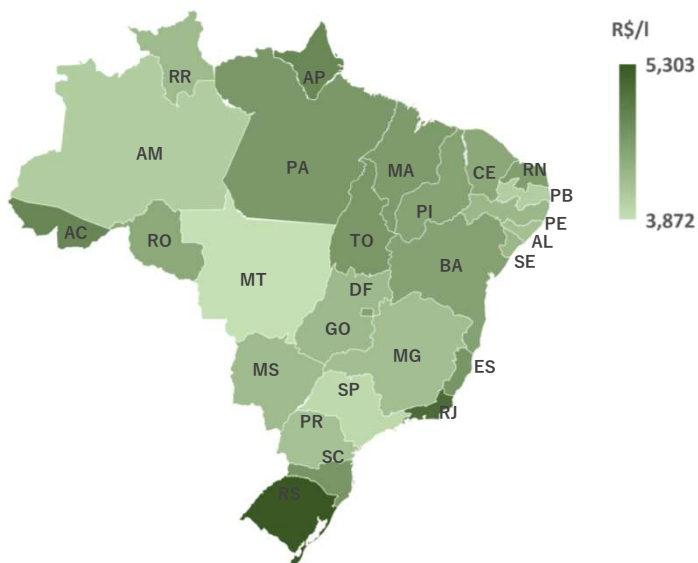 R$/l
5,303
3,872
RR
AP
AM
PA
MA
CE
RN
PB
PI
PE
AC
RO
TO
AL
BA
SE
MT
DF
GO
MG
ES
MS
SP
RJ
PR
SC
RS